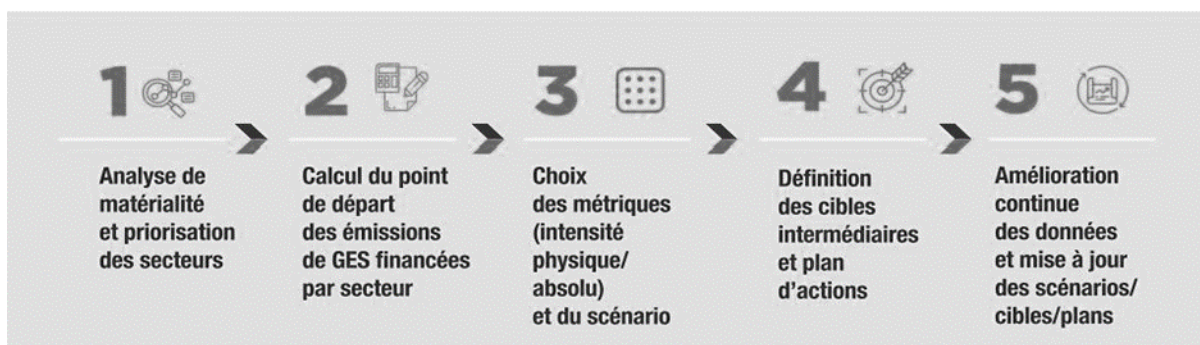 1
Analyse de
matérialité
et priorisation
des secteurs
2
Calcul du point
de départ
des émissions
de GES financées
par secteur
3
Choix
des métriques
(intensité
physique/
absolu)
et du scénario
4
Définition
des cibles
intermédiaires
et plan
d’actions
5
Amélioration
continue
des données
et mise à jour
des scénarios/
cibles/plans